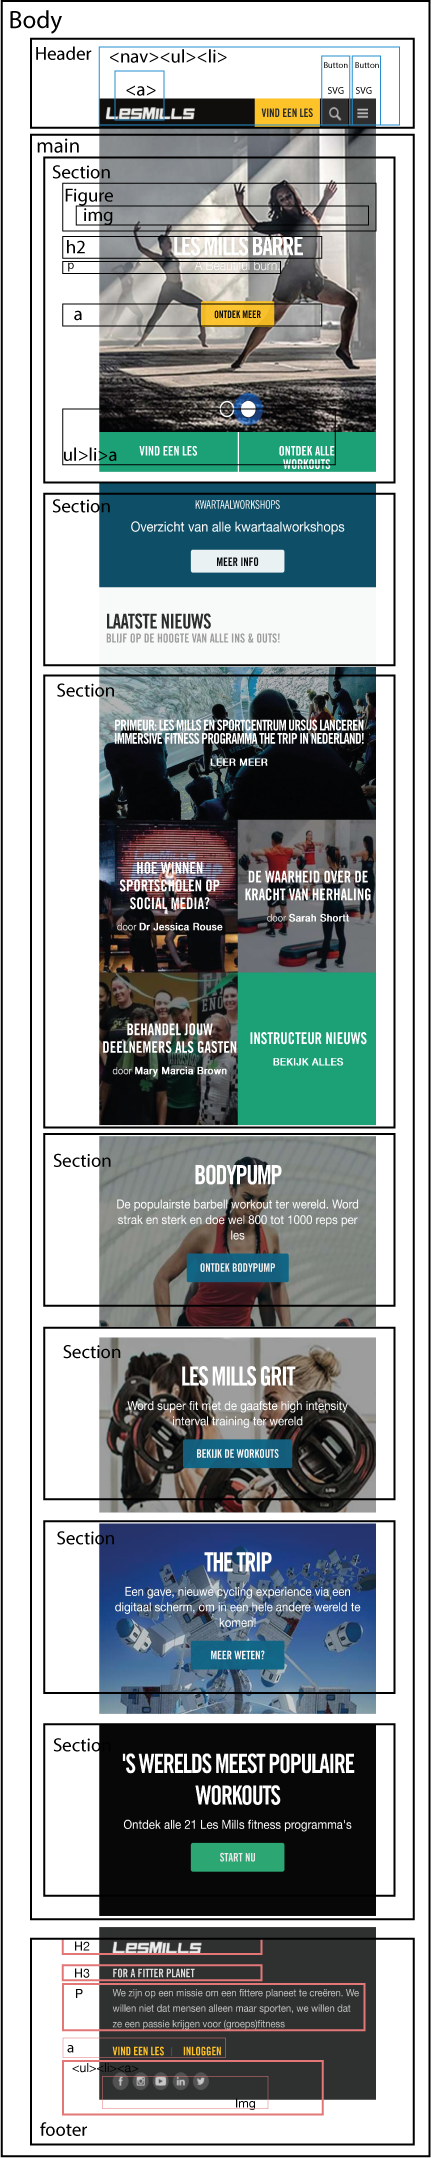 Body
Header
<nav><ul><li>
Button
Button
<a>
SVG
SVG
LESMILLS
VIND EEN LES
main
Section
Figure
img
h2
LES MILLS BARRE
p
A Beautiful burn.
a
ONTDEK MEER
ul>li>a
VIND EEN LES
ONTDEK ALLE
WORKOUTS
Section
KWARTAALWORKSHOPS
Overzicht van alle kwartaalworkshops
MEER INFO
LAATSTE NIEUWS
BLIJF OP DE HOOGTE VAN ALLE INS & OUTS!
Section
PRIMEUR: LES MILLS EN SPORTCENTRUM URSUS LANCEREN
IMMERSIVE FITNESS PROGRAMMA THE TRIP IN NEDERLAND!
LEER MEER
HOE WINNEN
SPORTSCHOLEN OP
SOCIAL MEDIA?
door Dr Jessica Rouse
DE WAARHEID OVER DE
KRACHT VAN HERHALING
door Sarah Shortt
BEHANDEL JOUW
DEELNEMERS ALS GASTEN
door Mary Marcia Brown
INSTRUCTEUR NIEUWS
BEKIJK ALLES
Section
BODYPUMP
De populairste barbell workout ter wereld. Word
strak en sterk en doe wel 800 tot 1000 reps per
les
ONTDEK BODYPUMP
Section
LES MILLS GRIT
Word super fit met de gaafste high intensity
interval training ter wereld
BEKIJK DE WORKOUTS
Section
THE TRIP
Een gave, nieuwe cycling experience via een
digitaal scherm, om in een hele andere wereld te
komen!
MEER WETEN?
Section
'S WERELDS MEEST POPULAIRE
WORKOUTS
Ontdek alle 21 Les Mills fitness programma's
START NU
H2
LESMILLS
H3
FOR A FITTER PLANET
P
We zijn op een missie om een fittere planeet te creëren. We
willen niet dat mensen alleen maar sporten, we willen dat
ze een passie krijgen voor (groeps)fitness
a
VIND EEN LES | INLOGGEN
<ul><li><a>
Img
footer